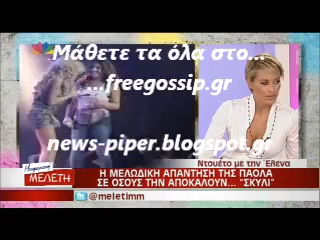 Μάθετε τα όλα στο...
...freegossip.gr
news-piper.blogspot.gr
Ντουέτο με την Έλενα
ΜΕΛΕΤΗ
Η ΜΕΛΩΔΙΚΗ ΑΠΑΝΤΗΣΗ ΤΗΣ ΠΑΟΛΑ
ΣΕ ΟΣΟΥΣ ΤΗΝ ΑΠΟΚΑΛΟΥΝ... "ΣΚΥΛΙ"
@meletimm